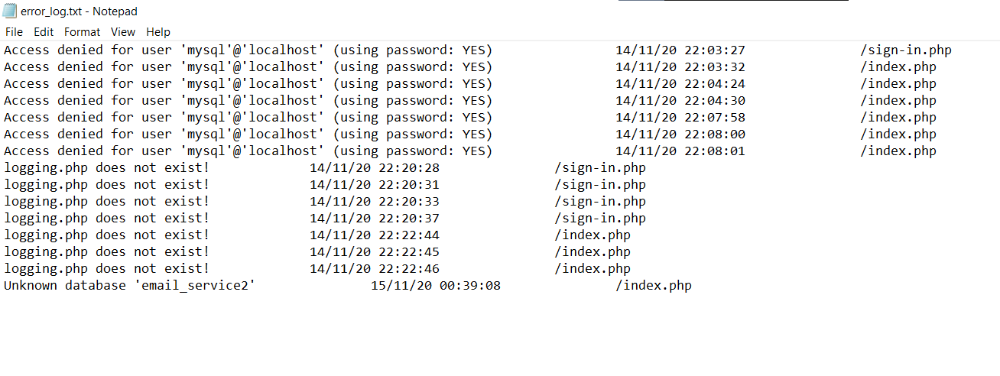 error_log.txt - Notepad
File Edit Format View Help
Access denied for user 'mysql'@'localhost' (using password: YES) 14/11/20 22:03:27 /sign-in.php
Access denied for user 'mysql'@'localhost' (using password: YES) 14/11/20 22:03:32 /index.php
Access denied for user 'mysql'@'localhost' (using password: YES) 14/11/20 22:04:24 /index.php
Access denied for user 'mysql'@'localhost' (using password: YES) 14/11/20 22:04:30 /index.php
Access denied for user 'mysql'@'localhost' (using password: YES) 14/11/20 22:07:58 /index.php
Access denied for user 'mysql'@'localhost' (using password: YES) 14/11/20 22:08:00 /index.php
Access denied for user 'mysql'@'localhost' (using password: YES) 14/11/20 22:08:01 /index.php
logging.php does not exist! 14/11/20 22:20:28 /sign-in.php
logging.php does not exist! 14/11/20 22:20:31 /sign-in.php
logging.php does not exist! 14/11/20 22:20:33 /sign-in.php
logging.php does not exist! 14/11/20 22:20:37 /sign-in.php
logging.php does not exist! 14/11/20 22:22:44 /index.php
logging.php does not exist! 14/11/20 22:22:45 /index.php
logging.php does not exist! 14/11/20 22:22:46 /index.php
Unknown database 'email_service2' 15/11/20 00:39:08 /index.php